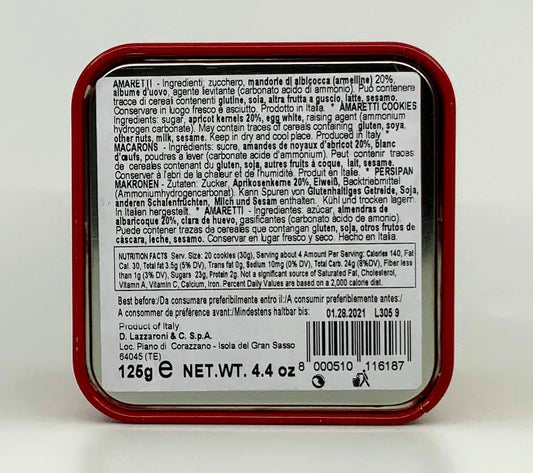 AMARETTI - Ingredienti: zucchero, mandorle di albicocca (armelline) 20%,
albume d'uovo, agente lievitante (carbonato acido di ammonio). Può contenere
tracce di cereali contenenti glutine, soia, altra frutta a guscio, latte, sesamo.
Conservare in luogo fresco e asciutto. Prodotto in Italia. * AMARETTI COOKIES
Ingredients: sugar, apricot kernels 20%, egg white, raising agent (ammonium
hydrogen carbonate). May contain traces of cereals containing gluten, soya,
other nuts, milk, sesame. Keep in dry and cool place. Produced in Italy *
MACARONS - Ingrédients: sucre, amandes de noyaux d'abricot 20%, blanc
d'œufs, poudres a lever (carbonate acide d'ammonium). Peut contenir traces
de cereales contenant du gluten, soja, autres fruits à coque, lait, sesame.
Conserver à l'abri de la chaleur et de l'humidité. Produit en Italie. * PERSIPAN
MAKRONEN - Zutaten: Zucker, Aprikosenkerne 20%, Eiweiß, Backtriebmittel
(Ammoniumhydrogencarbonat). Kann Spuren von Glutenhaltiges Getreide, Soja,
anderen Schalenfrüchten, Milch und Sesam enthalten. Kühl und trocken lagern.
In Italien hergestellt. * AMARETTI - Ingredientes: azúcar, almendras de
albaricoque 20%, clara de huevo, gasificantes (carbonato acido de amonio).
Puede contener trazas de cereales que contangan gluten, soja, otros frutos de
càscara, leche, sesamo. Conservar en lugar fresco y seco. Hecho en Italia.
NUTRITION FACTS Serv. Size: 20 cookies (30g), Serving about 4 Amount Per Serving: Calories 140, Fat
Cal. 30, Total fat 3.5g (5% DV), Trans fat 0g, Sodium 10mg (0% DV), Total Carb. 24g (8%DV), Fiber less
than 1g (3% DV), Sugars 23g, Protein 2g. Not a significant source of Saturated Fat, Cholesterol,
Vitamin A, Vitamin C, Calcium, Iron. Percent Daily Values are based on a 2,000 calorie diet.
Best before:/Da consumare preferibilmente entro il:/A consumir preferiblemente antes:/
A consommer de préférence avant:/Mindestens haltbar bis: 01.28.2021 L305 9
Product of Italy
D. Lazzaroni & C. S.p.A.
Loc. Piano di Corazzano - Isola del Gran Sasso
64045 (TE)
125g e NET.WT. 4.4 oz 8 000510 116187